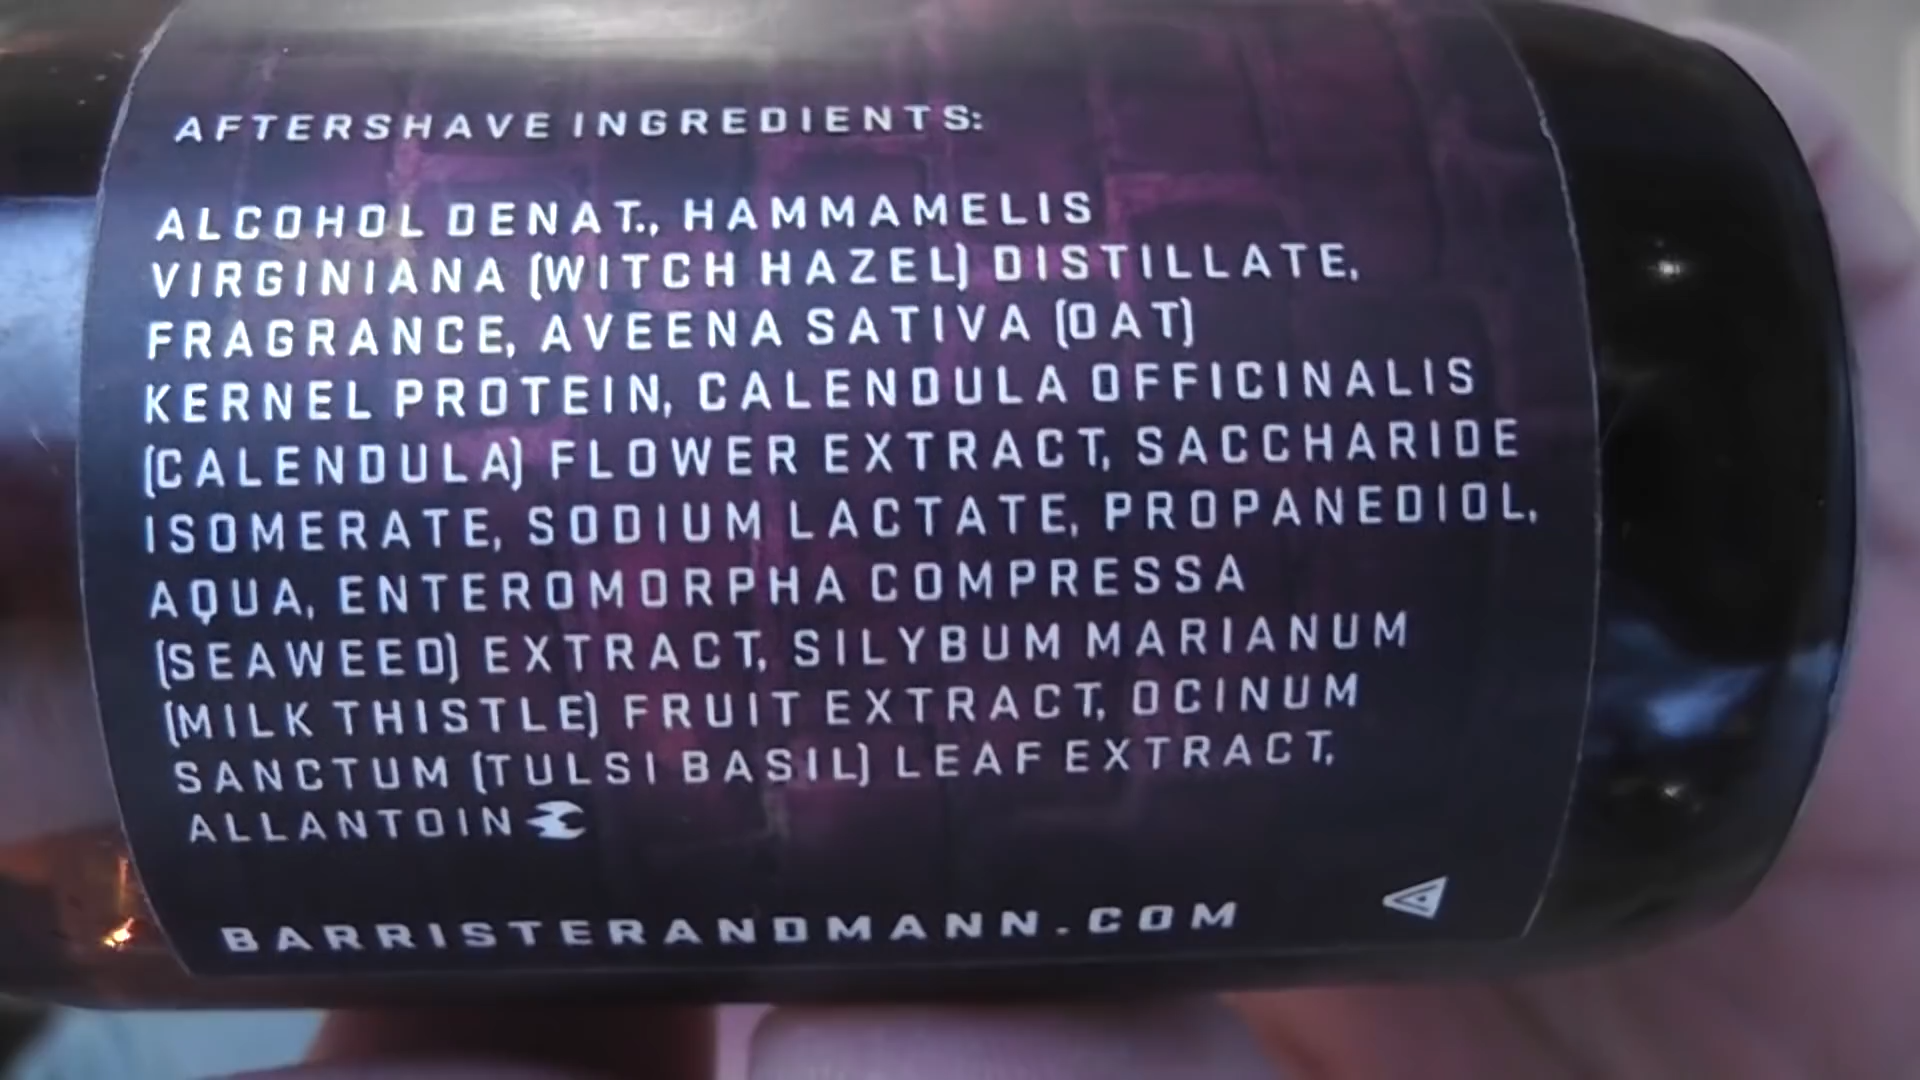 AFTERSHAVE INGREDIENTS:
ALCOHOL DENAT., HAMMAMELIS
VIRGINIANA (WITCH HAZEL) DISTILLATE,
FRAGRANCE, AVEENA SATIVA (OAT)
KERNEL PROTEIN, CALENDULA OFFICINALIS
(CALENDULA) FLOWER EXTRACT, SACCHARIDE
ISOMERATE, SODIUM LACTATE, PROPANEDIOL,
AQUA, ENTEROMORPHA COMPRESSA
(SEAWEED) EXTRACT, SILYBUM MARIANUM
(MILK THISTLE) FRUIT EXTRACT, OCINUM
SANCTUM (TULSI BASIL) LEAF EXTRACT,
ALLANTOIN
BARRISTERANDMANN.COM